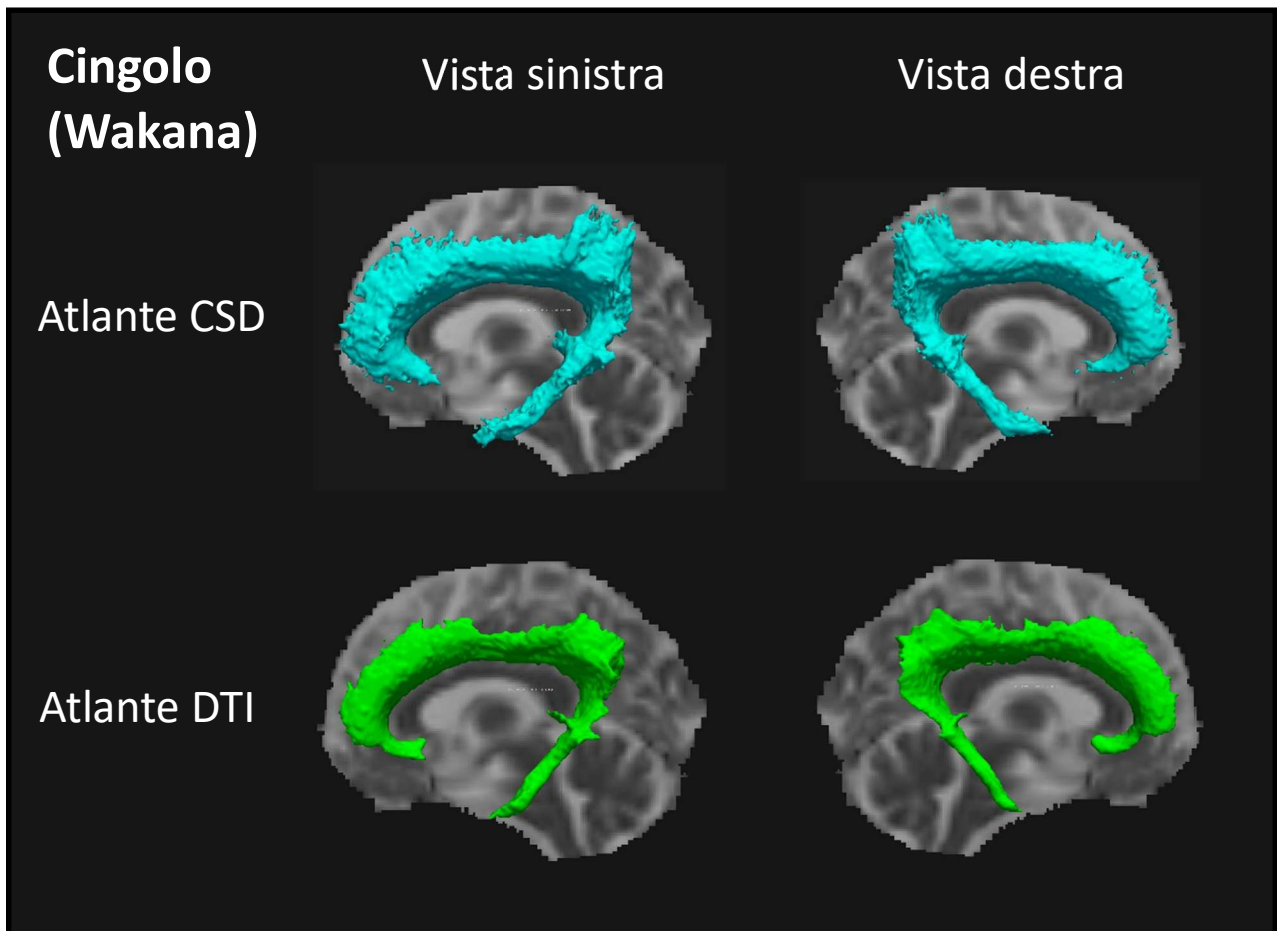 Cingolo
(Wakana)
Vista sinistra
Vista destra
Atlante CSD
Atlante DTI